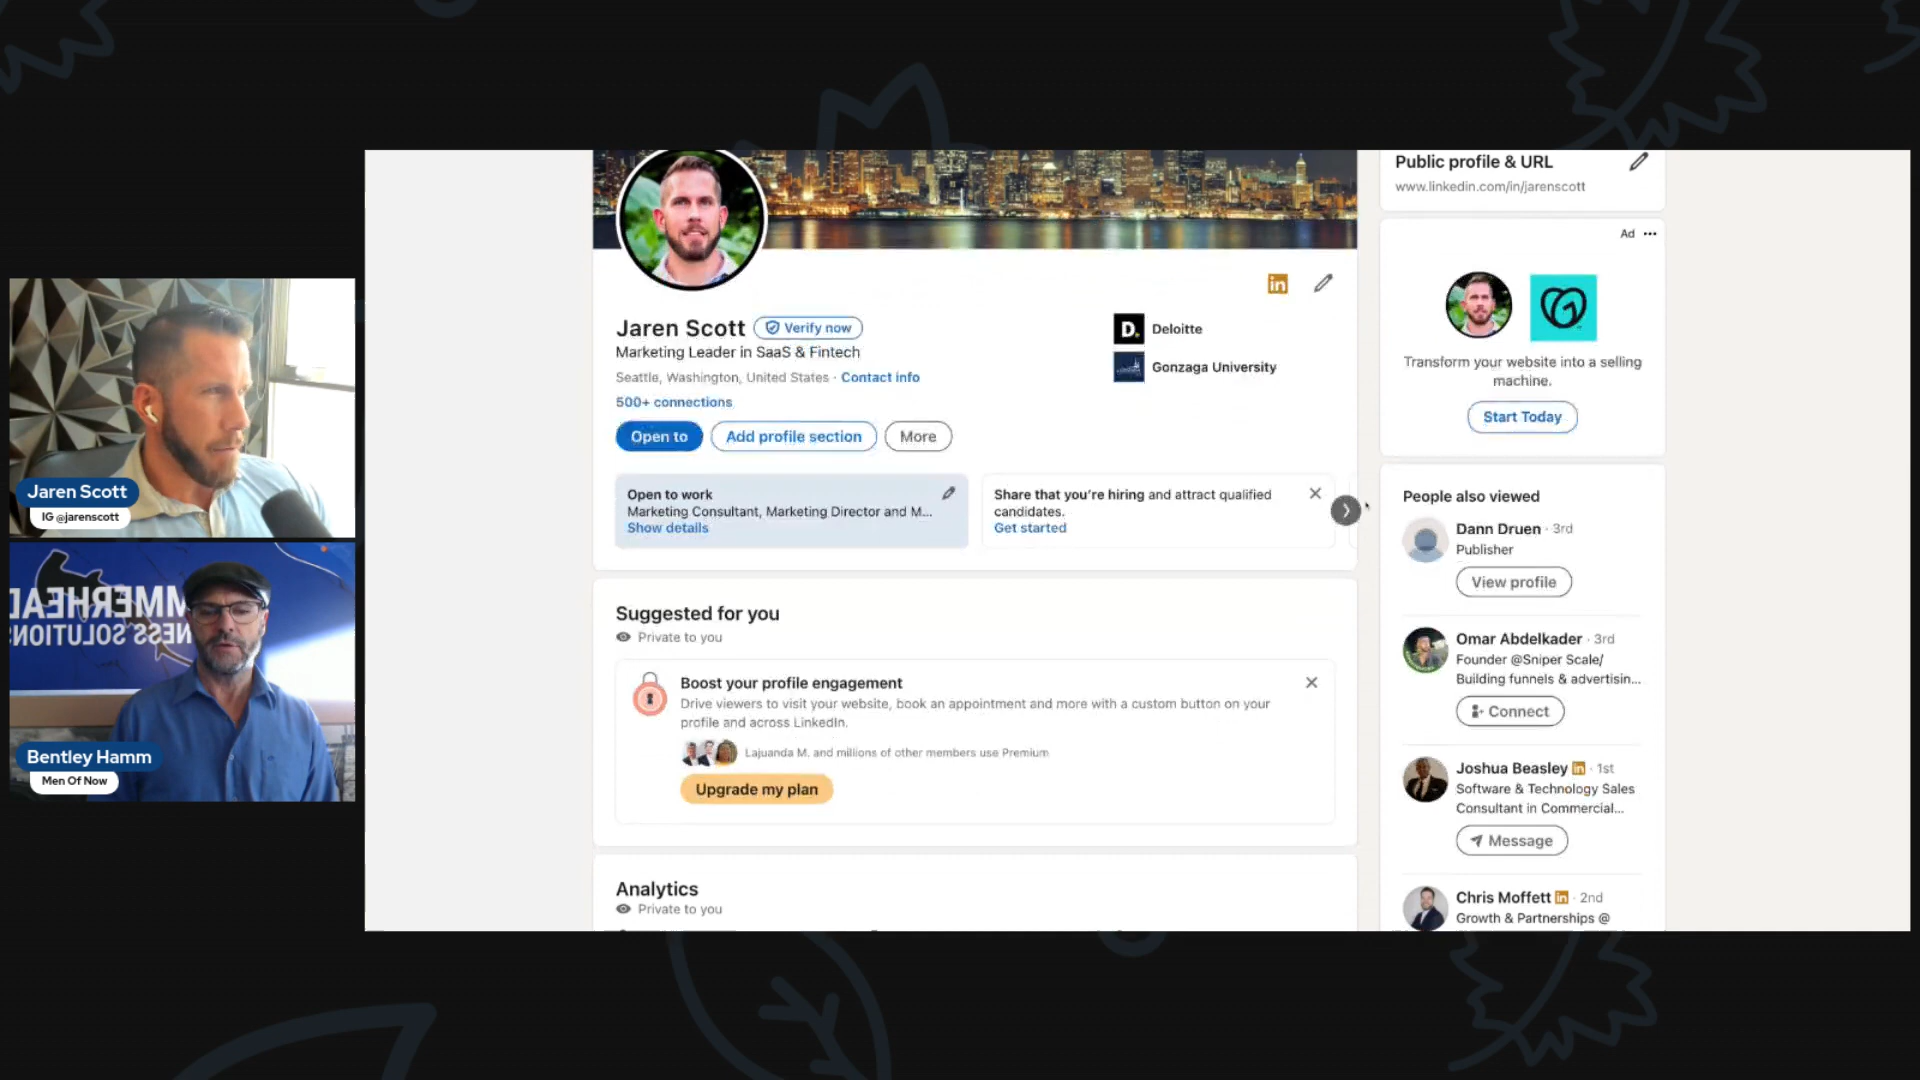 Jaren Scott
IG @jarenscott
MMERHEAD
NESS SOLUTIONS
Bentley Hamm
Men Of Now
Jaren Scott
Verify now
Marketing Leader in SaaS & Fintech
Seattle, Washington, United States · Contact info
500+ connections
Open to
Add profile section
More
in
D.
Deloitte
Gonzaga University
Open to work
Marketing Consultant, Marketing Director and M...
Show details
Share that you're hiring and attract qualified
candidates.
Get started
Suggested for you
Private to you
Boost your profile engagement
Drive viewers to visit your website, book an appointment and more with a custom button on your
profile and across LinkedIn.
Lajuanda M. and millions of other members use Premium
Upgrade my plan
Analytics
Private to you
Public profile & URL
www.linkedin.com/in/jarenscott
Ad
Transform your website into a selling
machine.
Start Today
People also viewed
Dann Druen · 3rd
Publisher
View profile
Omar Abdelkader · 3rd
Founder @Sniper Scale/
Building funnels & advertisin...
Connect
Joshua Beasley in · 1st
Software & Technology Sales
Consultant in Commercial...
Message
Chris Moffett in · 2nd
Growth & Partnerships @